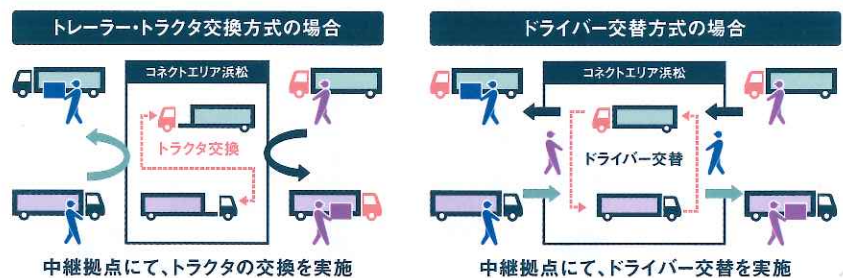 トレーラー・トラクタ交換方式の場合
コネクトエリア浜松
トラクタ交換
中継拠点にて、トラクタの交換を実施
ドライバー交替方式の場合
コネクトエリア浜松
ドライバー交替
中継拠点にて、ドライバー交替を実施